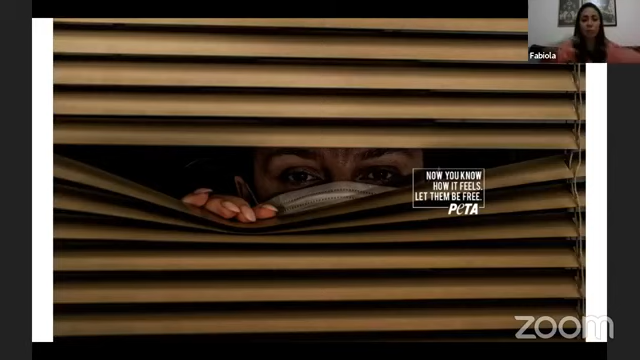 Fabiola
NOW YOU KNOW
HOW IT FEELS.
LET THEM BE FREE.
PeTA
zoom